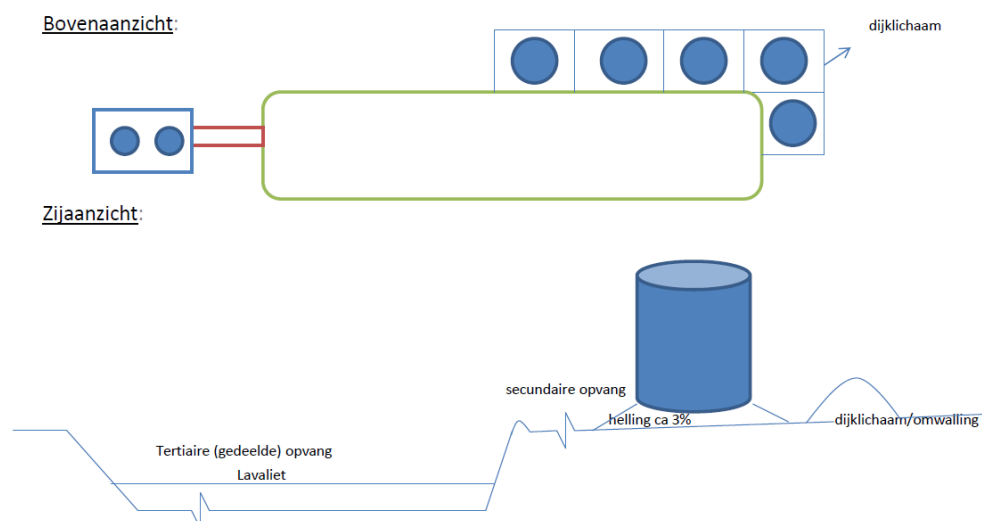 Bovenaanzicht:
dijklichaam
Zijaanzicht:
secundaire opvang
helling ca 3%
dijklichaam/omwalling
Tertiaire (gedeelde) opvang
Lavaliet